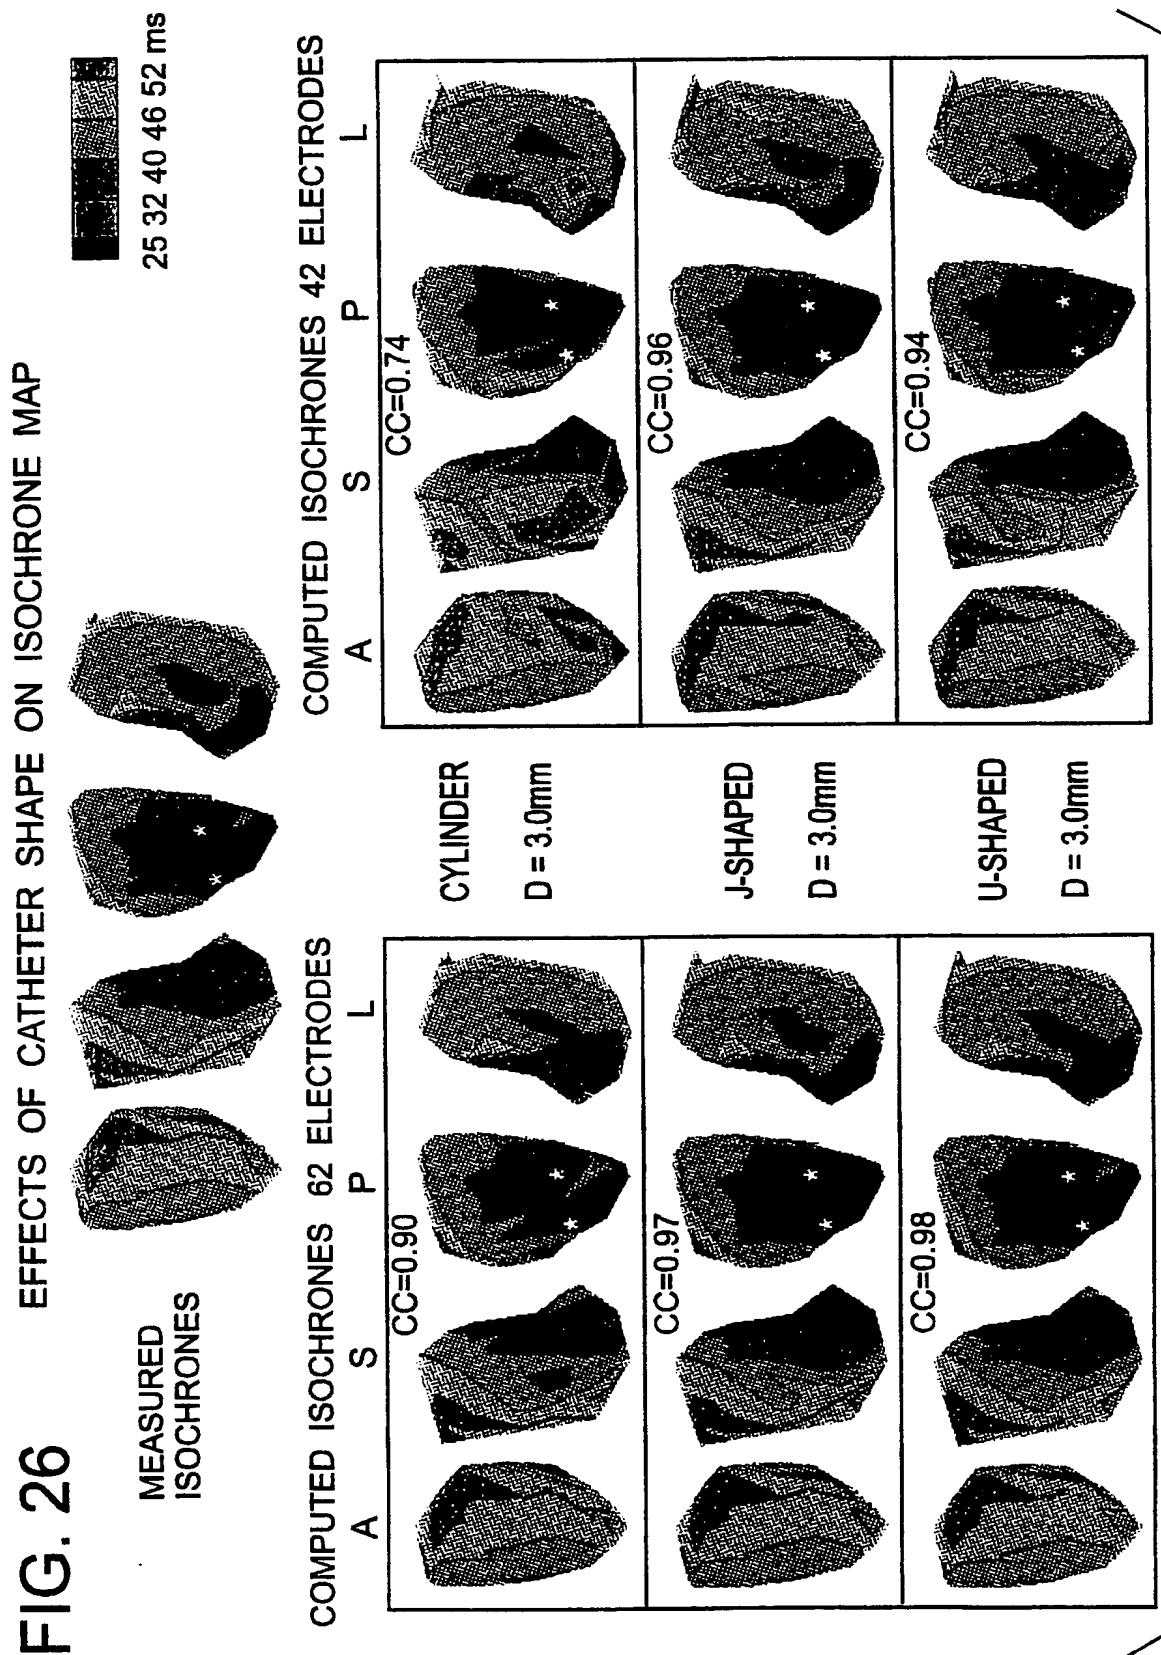 FIG. 26
EFFECTS OF CATHETER SHAPE ON ISOCHRONE MAP
25 32 40 46 52 ms
MEASURED
ISOCHRONES
* *
COMPUTED ISOCHRONES 62 ELECTRODES
A S P L
CC=0.90
* *
CC=0.97
* *
CC=0.98
* *
CYLINDER
D = 3.0mm
J-SHAPED
D = 3.0mm
U-SHAPED
D = 3.0mm
COMPUTED ISOCHRONES 42 ELECTRODES
A S P L
CC=0.74
* *
CC=0.96
* *
CC=0.94
* *